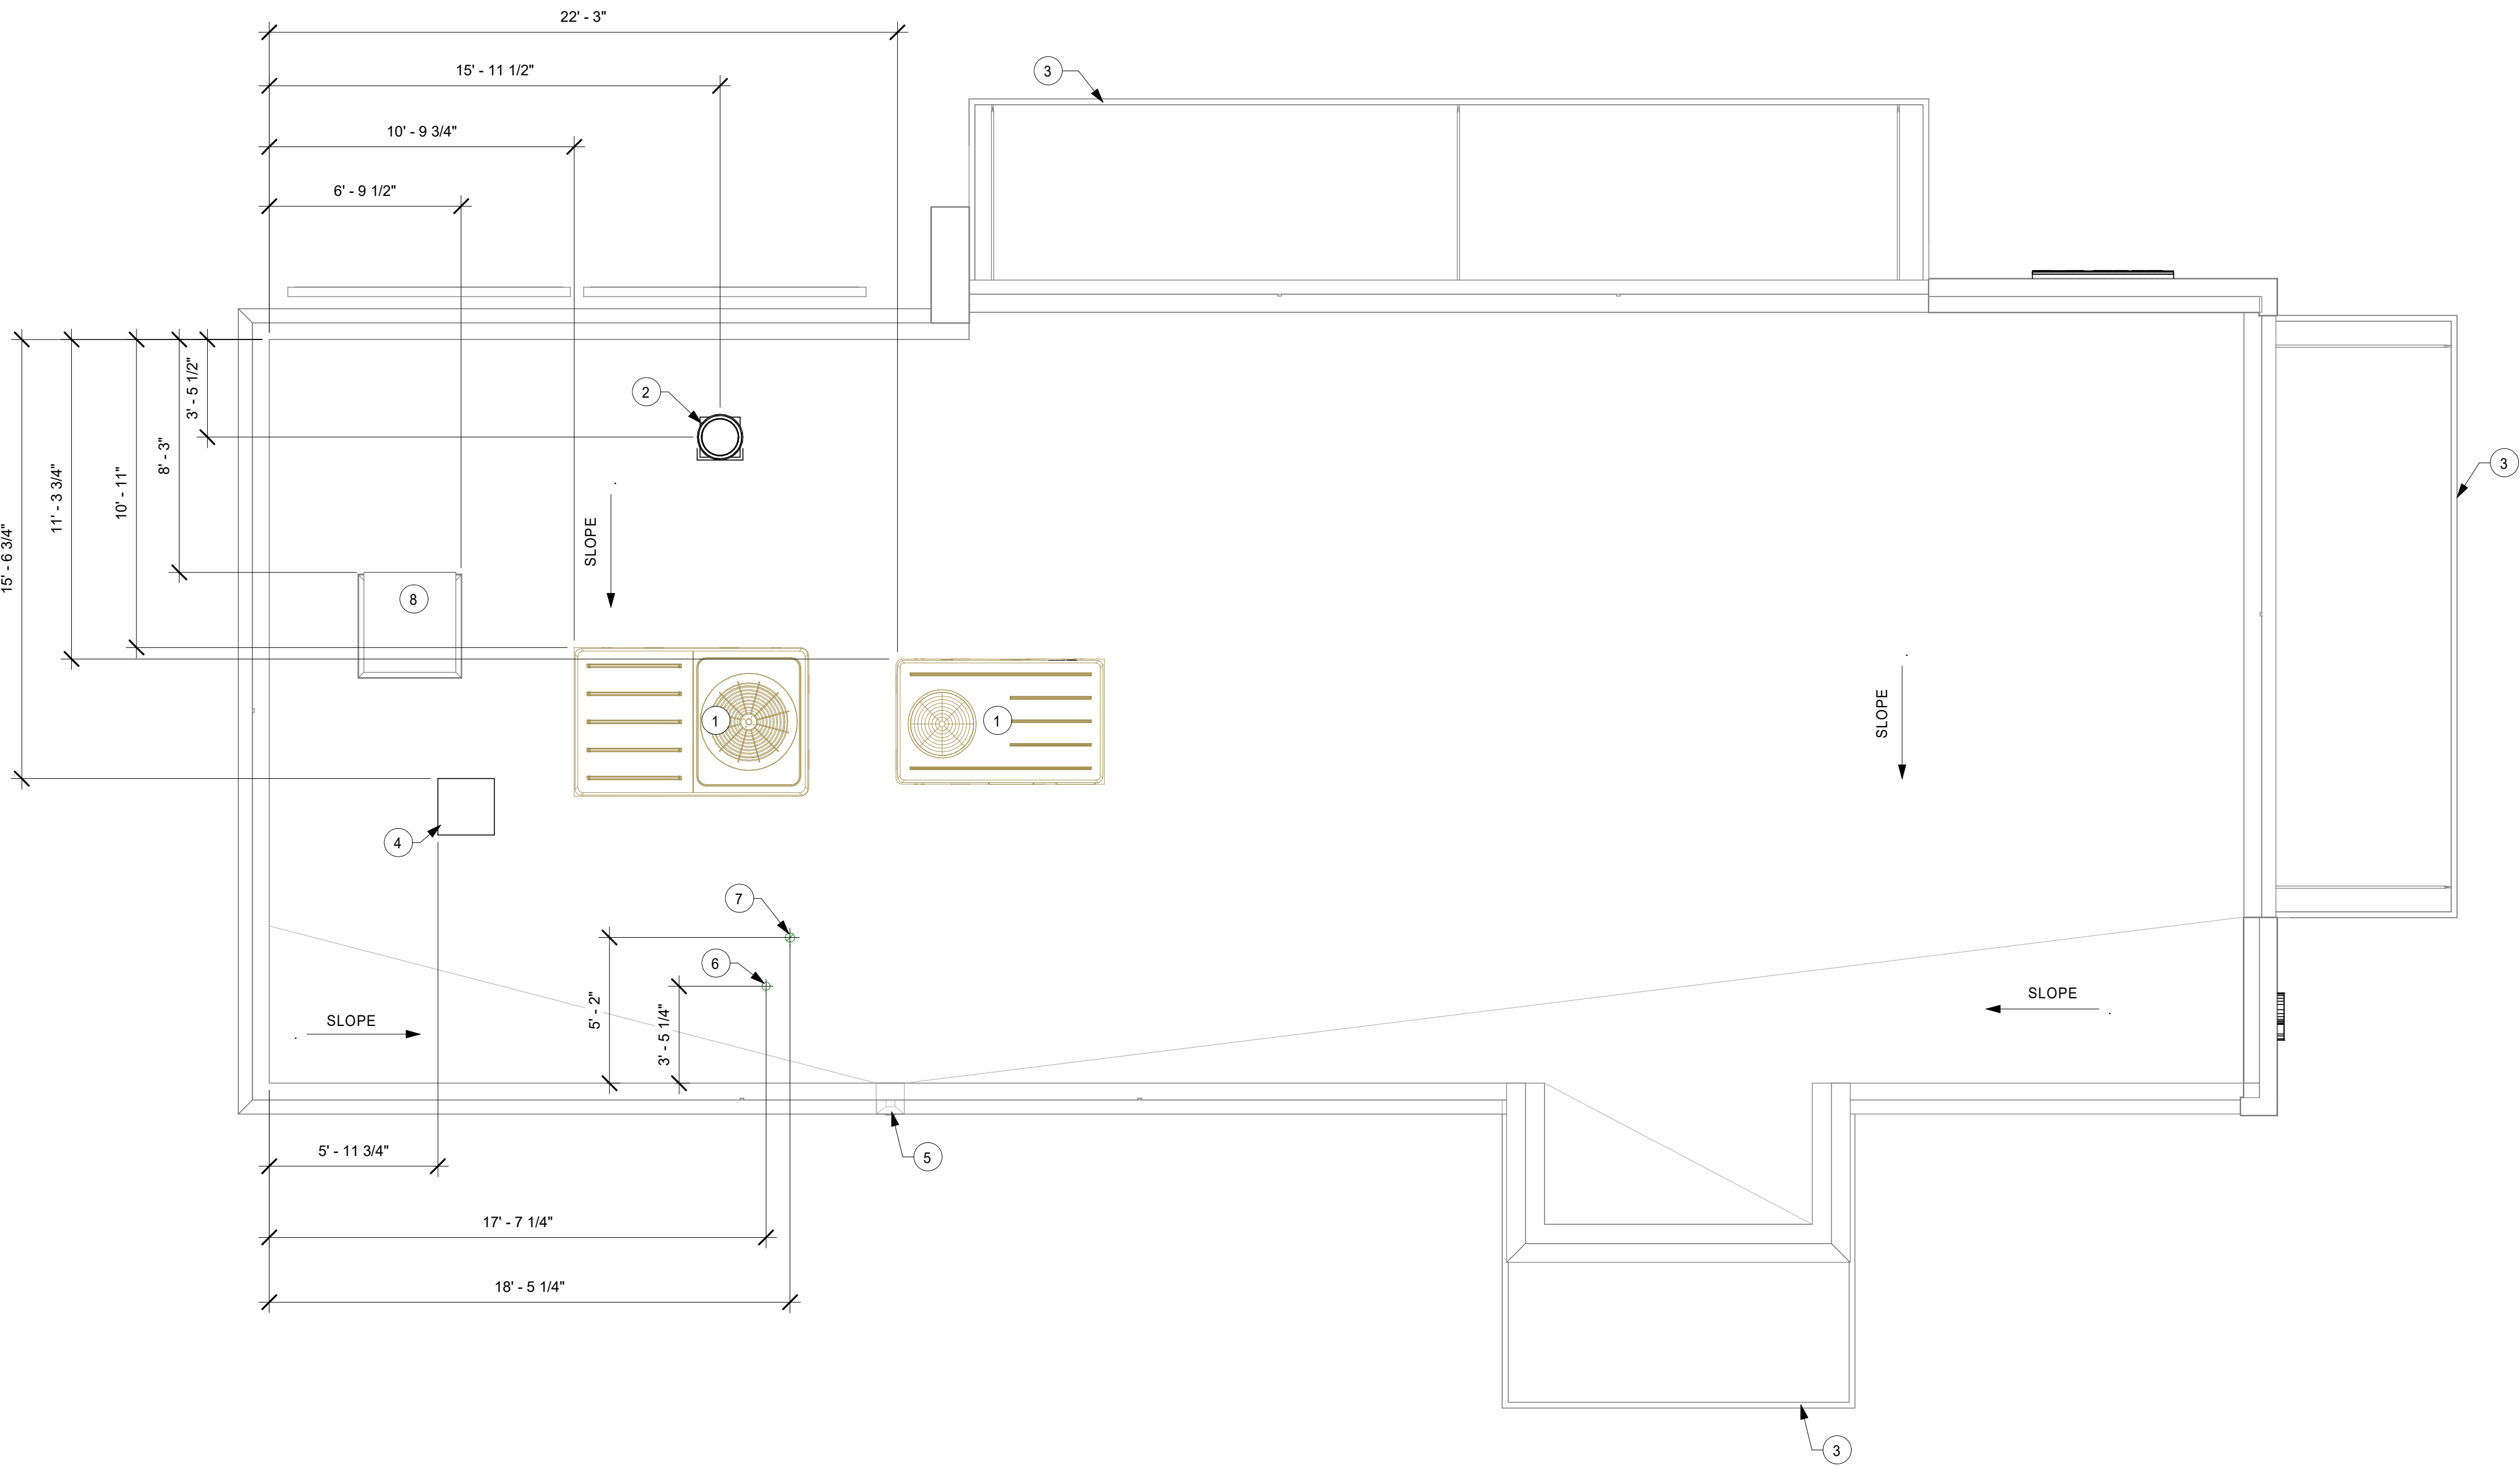 22' - 3"
15' - 11 1/2"
3
10' - 9 3/4"
6' - 9 1/2"
3' - 5 1/2"
2
8' - 3"
3
10' - 11"
11' - 3 3/4"
SLOPE
15' - 6 3/4"
8
SLOPE
1
1
4
7
6
5' - 2"
3' - 5 1/4"
SLOPE
SLOPE
5' - 11 3/4"
5
17' - 7 1/4"
18' - 5 1/4"
3